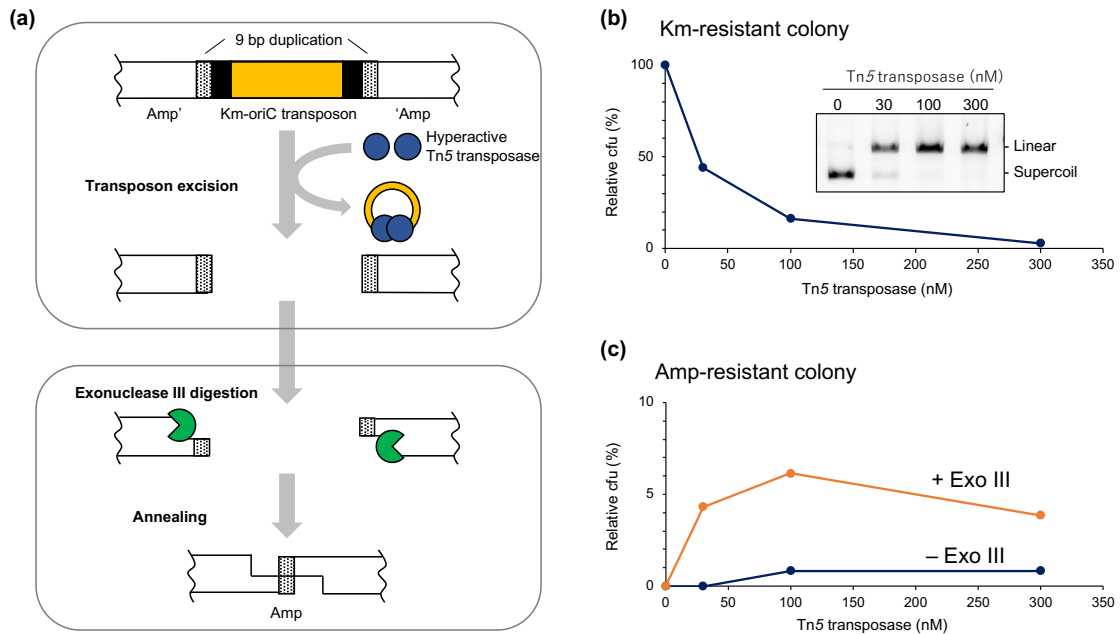 (a)
9 bp duplication
Amp’
Km-oriC transposon
‘Amp
Hyperactive
Tn5 transposase
Transposon excision
Exonuclease III digestion
Annealing
Amp
(b)
Km-resistant colony
Relative cfu (%)
100
50
0
0
50
100
150
200
250
300
350
Tn5 transposase (nM)
Tn5 transposase (nM)
0
30
100
300
Linear
Supercoil
(c)
Amp-resistant colony
Relative cfu (%)
10
5
0
+ Exo III
– Exo III
0
50
100
150
200
250
300
350
Tn5 transposase (nM)